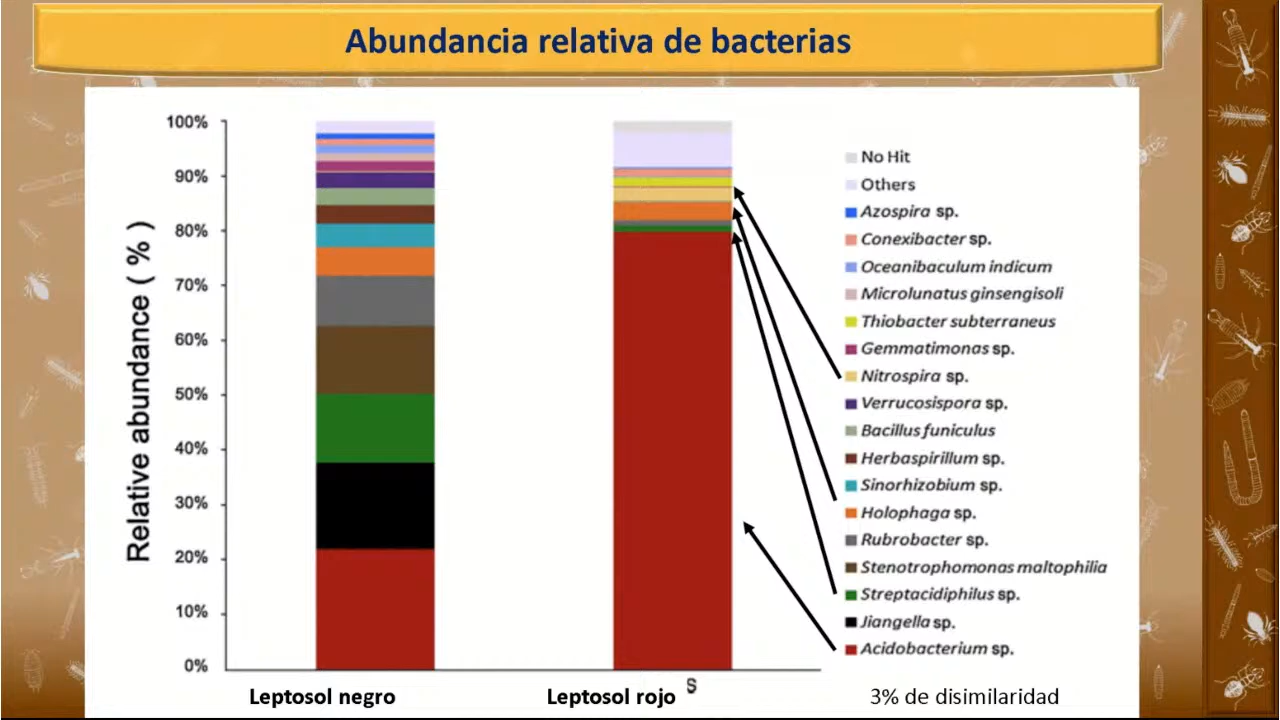 Abundancia relativa de bacterias
Relative abundance ( % )
100%
90%
80%
70%
60%
50%
40%
30%
20%
10%
0%
No Hit
Others
Azospira sp.
Conexibacter sp.
Oceanibaculum indicum
Microlunatus ginsengisoli
Thiobacter subterraneus
Gemmatimonas sp.
Nitrospira sp.
Verrucosispora sp.
Bacillus funiculus
Herbaspirillum sp.
Sinorhizobium sp.
Holophaga sp.
Rubrobacter sp.
Stenotrophomonas maltophilia
Streptacidiphilus sp.
Jiangella sp.
Acidobacterium sp.
Leptosol negro
Leptosol rojo
S
3% de disimilaridad